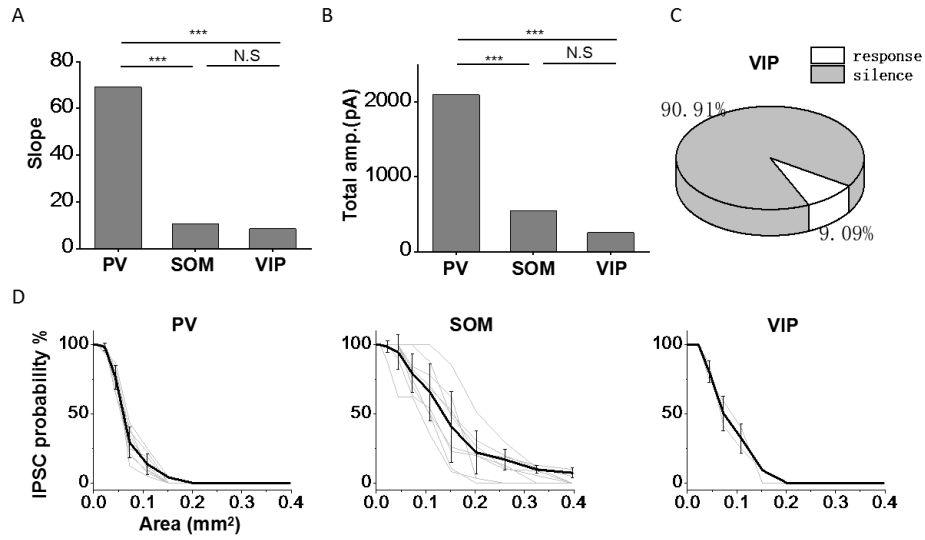 A
***
***
N.S
80
60
40
20
0
Slope
PV SOM VIP
B
***
***
N.S
2000
1000
0
Total amp.(pA)
PV SOM VIP
C
VIP
response
silence
90.91%
9.09%
D
PV
100
50
0
IPSC probability %
0.0 0.1 0.2 0.3 0.4
Area (mm²)
SOM
100
50
0
0.0 0.1 0.2 0.3 0.4
VIP
100
50
0
0.0 0.1 0.2 0.3 0.4